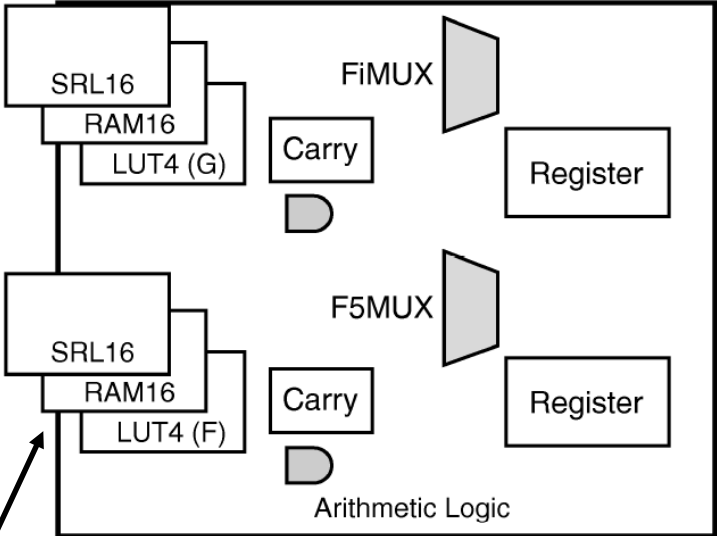 SRL16
RAM16
LUT4 (G)
Carry
FiMUX
Register
SRL16
RAM16
LUT4 (F)
Carry
F5MUX
Register
Arithmetic Logic